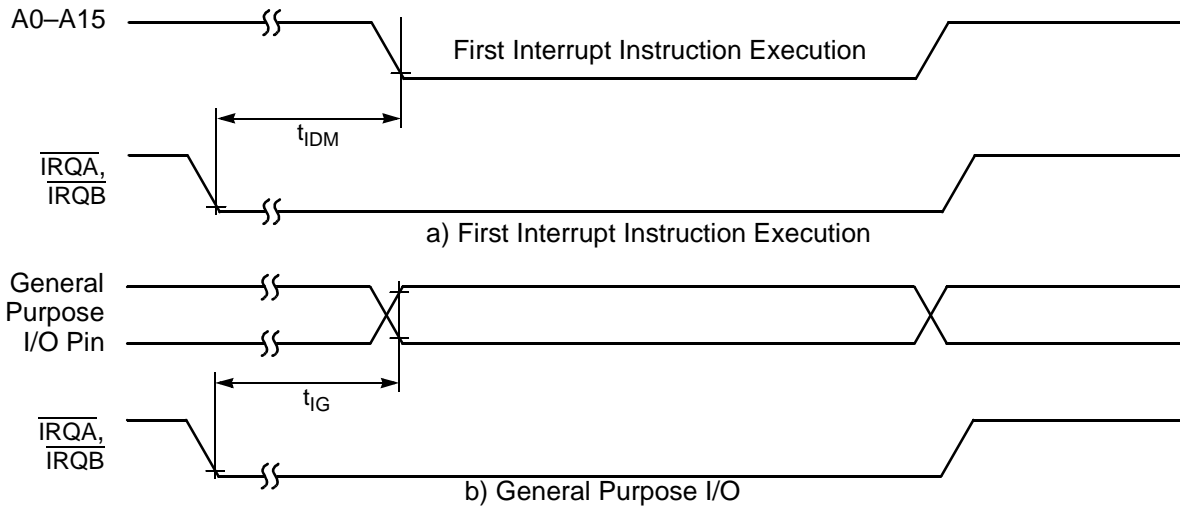 A0–A15
First Interrupt Instruction Execution
tIDM
IRQA,
IRQB
a) First Interrupt Instruction Execution
General
Purpose
I/O Pin
tIG
IRQA,
IRQB
b) General Purpose I/O